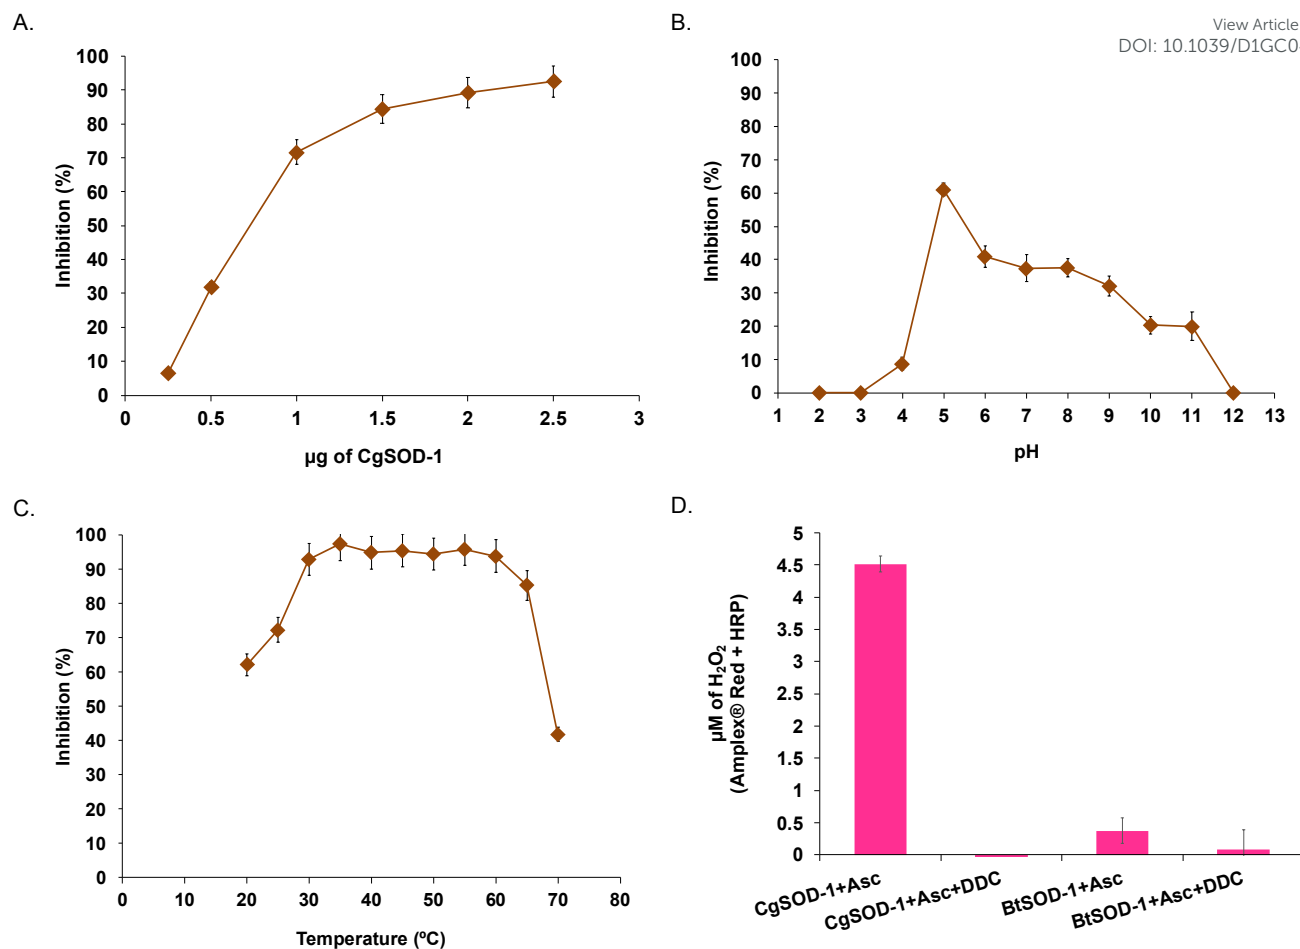 A.
B.
View Article
DOI: 10.1039/D1GC0
100
90
80
70
60
50
40
30
20
10
0
Inhibition (%)
0 0.5 1 1.5 2 2.5 3
µg of CgSOD-1
100
90
80
70
60
50
40
30
20
10
0
Inhibition (%)
1 2 3 4 5 6 7 8 9 10 11 12 13
pH
C.
100
90
80
70
60
50
40
30
20
10
0
Inhibition (%)
0 10 20 30 40 50 60 70 80
Temperature (ºC)
D.
5
4.5
4
3.5
3
2.5
2
1.5
1
0.5
0
µM of H₂O₂
(Amplex® Red + HRP)
CgSOD-1+Asc
CgSOD-1+Asc+DDC
BtSOD-1+Asc
BtSOD-1+Asc+DDC